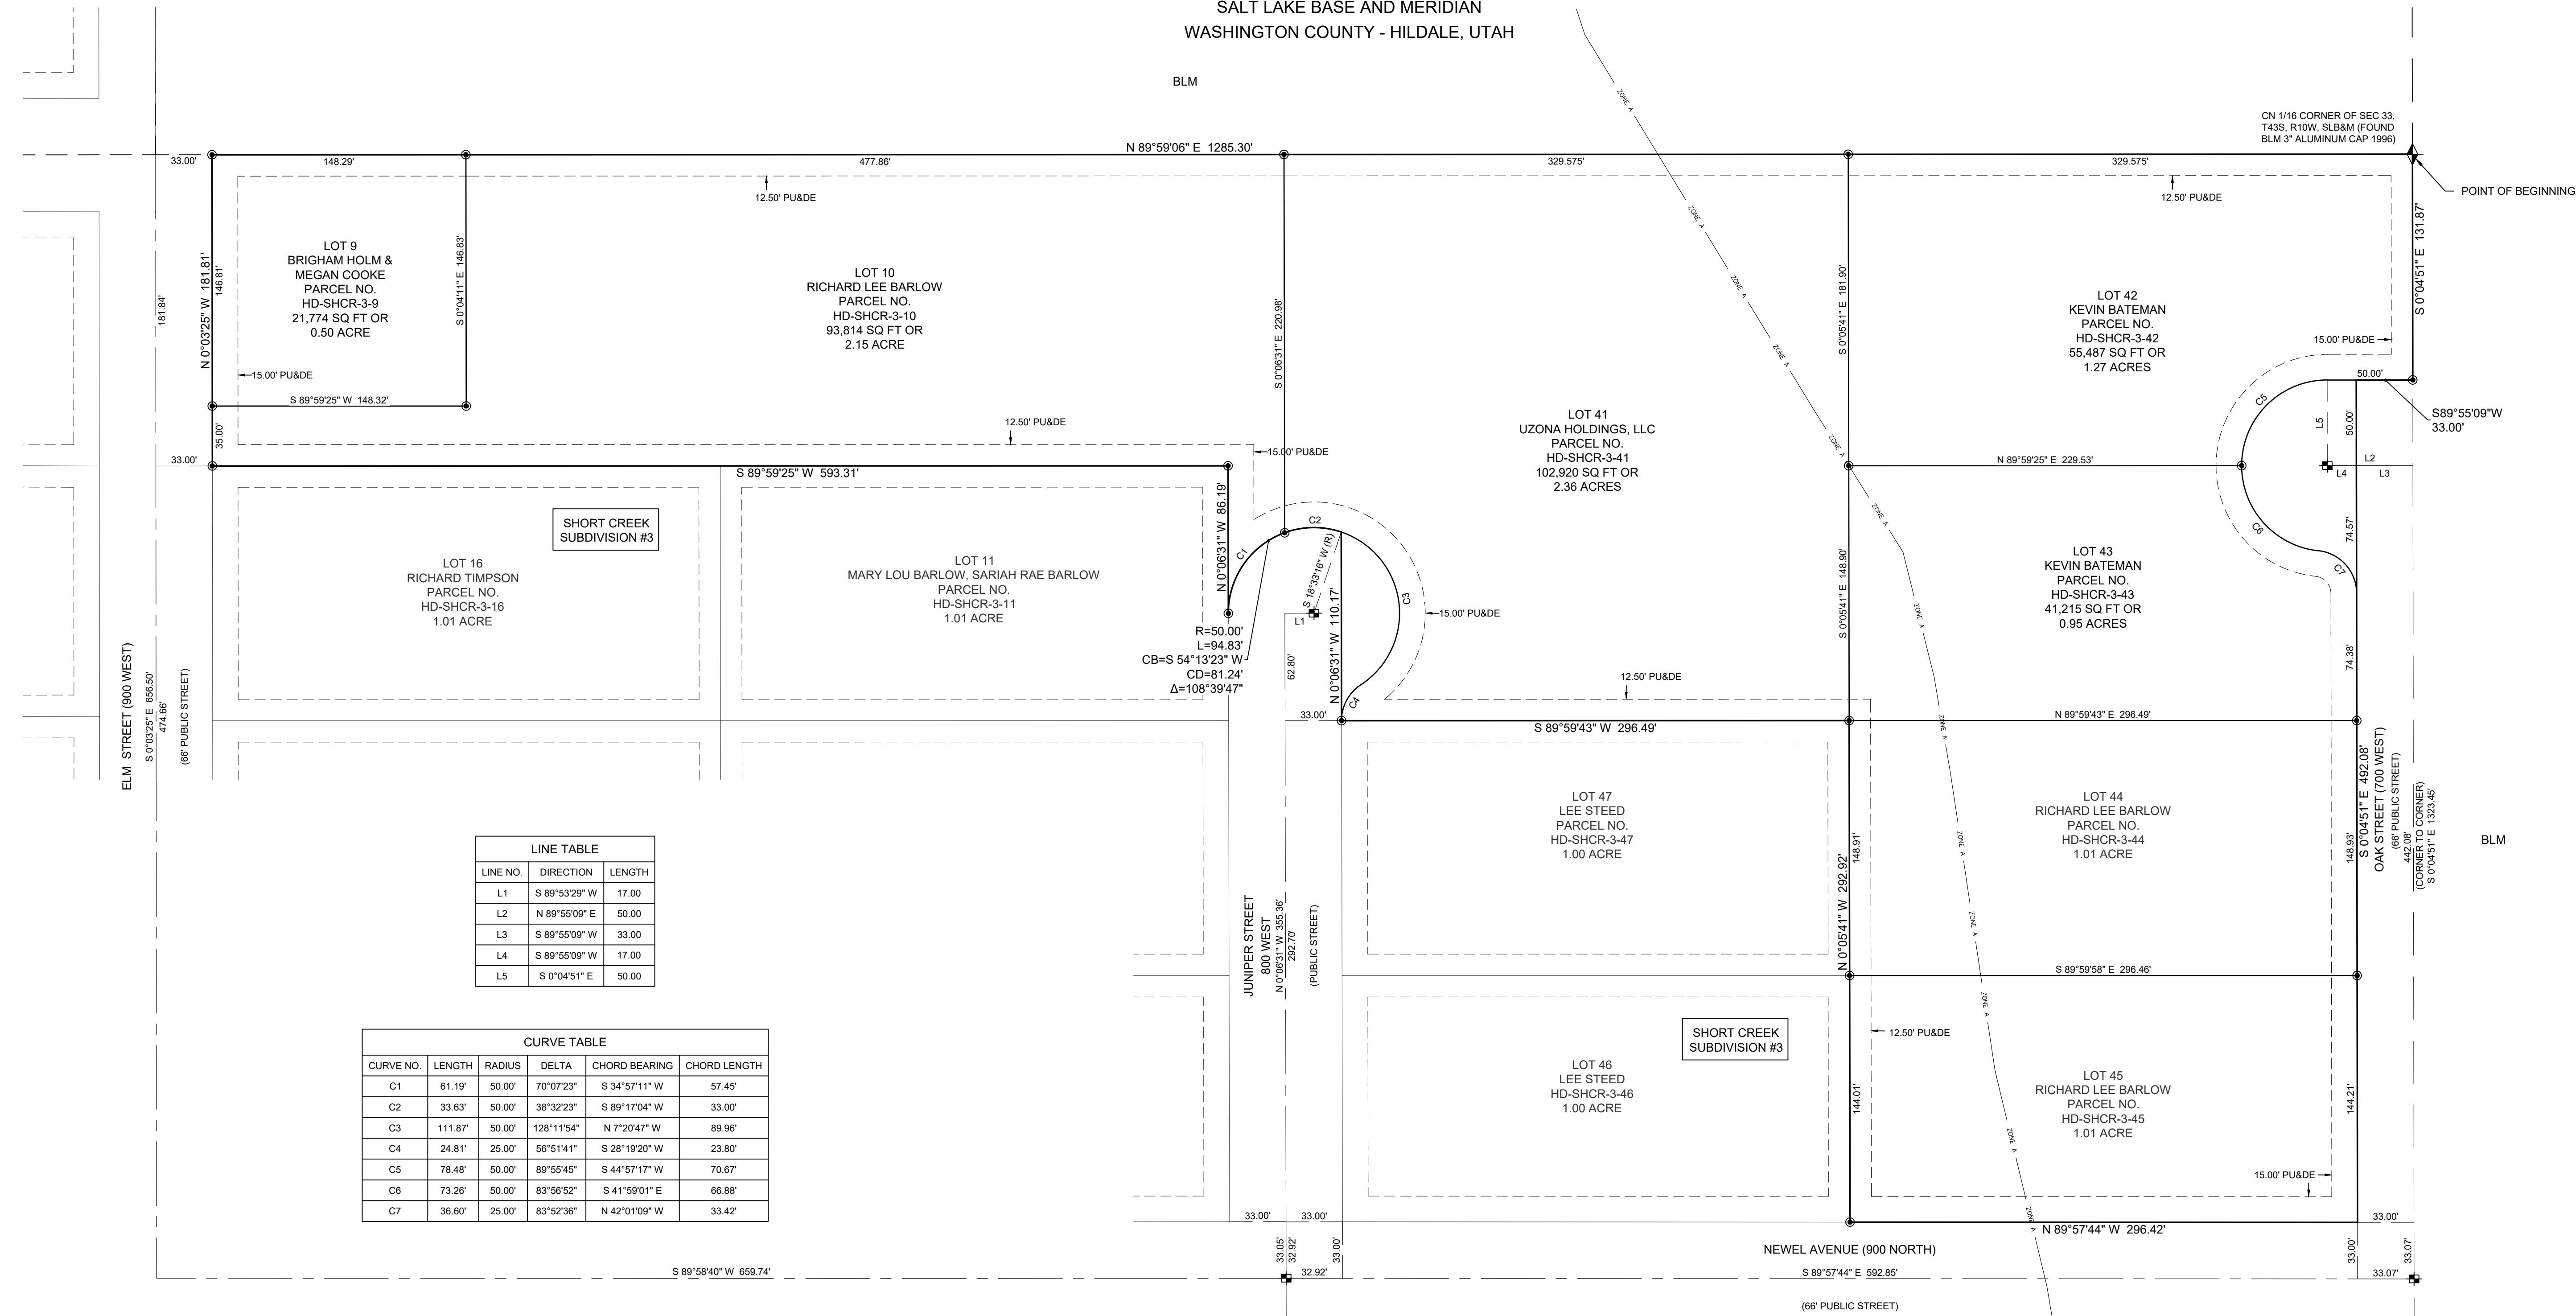 SALT LAKE BASE AND MERIDIAN
WASHINGTON COUNTY - HILDALE, UTAH
BLM
CN 1/16 CORNER OF SEC 33,
T43S, R10W, SLB&M (FOUND
BLM 3" ALUMINUM CAP 1996)
POINT OF BEGINNING
N 89°59'06" E 1285.30'
33.00'
148.29'
477.86'
329.575'
329.575'
12.50' PU&DE
12.50' PU&DE
LOT 9
BRIGHAM HOLM &
MEGAN COOKE
PARCEL NO.
HD-SHCR-3-9
21,774 SQ FT OR
0.50 ACRE
LOT 10
RICHARD LEE BARLOW
PARCEL NO.
HD-SHCR-3-10
93,814 SQ FT OR
2.15 ACRE
LOT 41
UZONA HOLDINGS, LLC
PARCEL NO.
HD-SHCR-3-41
102,920 SQ FT OR
2.36 ACRES
LOT 42
KEVIN BATEMAN
PARCEL NO.
HD-SHCR-3-42
55,487 SQ FT OR
1.27 ACRES
181.84'
N 0°03'25" W 181.81'
146.81'
S 0°04'11" E 146.83'
S 0°06'31" E 220.98'
S 0°05'41" E 181.90'
S 0°04'51" E 131.87'
15.00' PU&DE
15.00' PU&DE
S 89°59'25" W 148.32'
35.00'
33.00'
12.50' PU&DE
15.00' PU&DE
S 89°59'25" W 593.31'
50.00'
S89°55'09"W
33.00'
C5
L5
50.00'
L2
L4
L3
N 89°59'25" E 229.53'
C6
74.57'
C7
74.38'
LOT 43
KEVIN BATEMAN
PARCEL NO.
HD-SHCR-3-43
41,215 SQ FT OR
0.95 ACRES
SHORT CREEK
SUBDIVISION #3
LOT 16
RICHARD TIMPSON
PARCEL NO.
HD-SHCR-3-16
1.01 ACRE
LOT 11
MARY LOU BARLOW, SARIAH RAE BARLOW
PARCEL NO.
HD-SHCR-3-11
1.01 ACRE
N 0°06'31" W 86.19'
C1
C2
C3
C4
S 18°33'16" W (R)
L1
N 0°06'31" W 110.17'
62.80'
15.00' PU&DE
R=50.00'
L=94.83'
CB=S 54°13'23" W
CD=81.24'
Δ=108°39'47"
S 0°05'41" E 148.90'
12.50' PU&DE
33.00'
S 89°59'43" W 296.49'
N 89°59'43" E 296.49'
ELM STREET (900 WEST)
S 0°03'25" E 656.50'
474.66'
(66' PUBLIC STREET)
LOT 47
LEE STEED
PARCEL NO.
HD-SHCR-3-47
1.00 ACRE
LOT 44
RICHARD LEE BARLOW
PARCEL NO.
HD-SHCR-3-44
1.01 ACRE
148.91'
N 0°05'41" W 292.92'
148.93'
S 0°04'51" E 492.08'
OAK STREET (700 WEST)
(66' PUBLIC STREET)
442.08'
(CORNER TO CORNER)
S 0°04'51" E 1323.45'
BLM
LINE TABLE
LINE NO. DIRECTION LENGTH
L1 S 89°53'29" W 17.00
L2 N 89°55'09" E 50.00
L3 S 89°55'09" W 33.00
L4 S 89°55'09" W 17.00
L5 S 0°04'51" E 50.00
JUNIPER STREET
800 WEST
N 0°06'31" W 355.36'
292.70'
(PUBLIC STREET)
S 89°59'58" E 296.46'
CURVE TABLE
CURVE NO. LENGTH RADIUS DELTA CHORD BEARING CHORD LENGTH
C1 61.19' 50.00' 70°07'23" S 34°57'11" W 57.45'
C2 33.63' 50.00' 38°32'23" S 89°17'04" W 33.00'
C3 111.87' 50.00' 128°11'54" N 7°20'47" W 89.96'
C4 24.81' 25.00' 56°51'41" S 28°19'20" W 23.80'
C5 78.48' 50.00' 89°55'45" S 44°57'17" W 70.67'
C6 73.26' 50.00' 83°56'52" S 41°59'01" E 66.88'
C7 36.60' 25.00' 83°52'36" N 42°01'09" W 33.42'
SHORT CREEK
SUBDIVISION #3
12.50' PU&DE
LOT 46
LEE STEED
HD-SHCR-3-46
1.00 ACRE
LOT 45
RICHARD LEE BARLOW
PARCEL NO.
HD-SHCR-3-45
1.01 ACRE
144.01'
144.21'
15.00' PU&DE
33.00'
33.00'
33.00'
N 89°57'44" W 296.42'
33.05'
32.92'
33.00'
NEWEL AVENUE (900 NORTH)
33.00'
33.07'
S 89°58'40" W 659.74'
32.92'
S 89°57'44" E 592.85'
33.07'
(66' PUBLIC STREET)
ZONE A
ZONE A
ZONE A
ZONE A
ZONE A
ZONE A
ZONE A
ZONE A
ZONE A
ZONE A
ZONE A
ZONE A
ZONE A